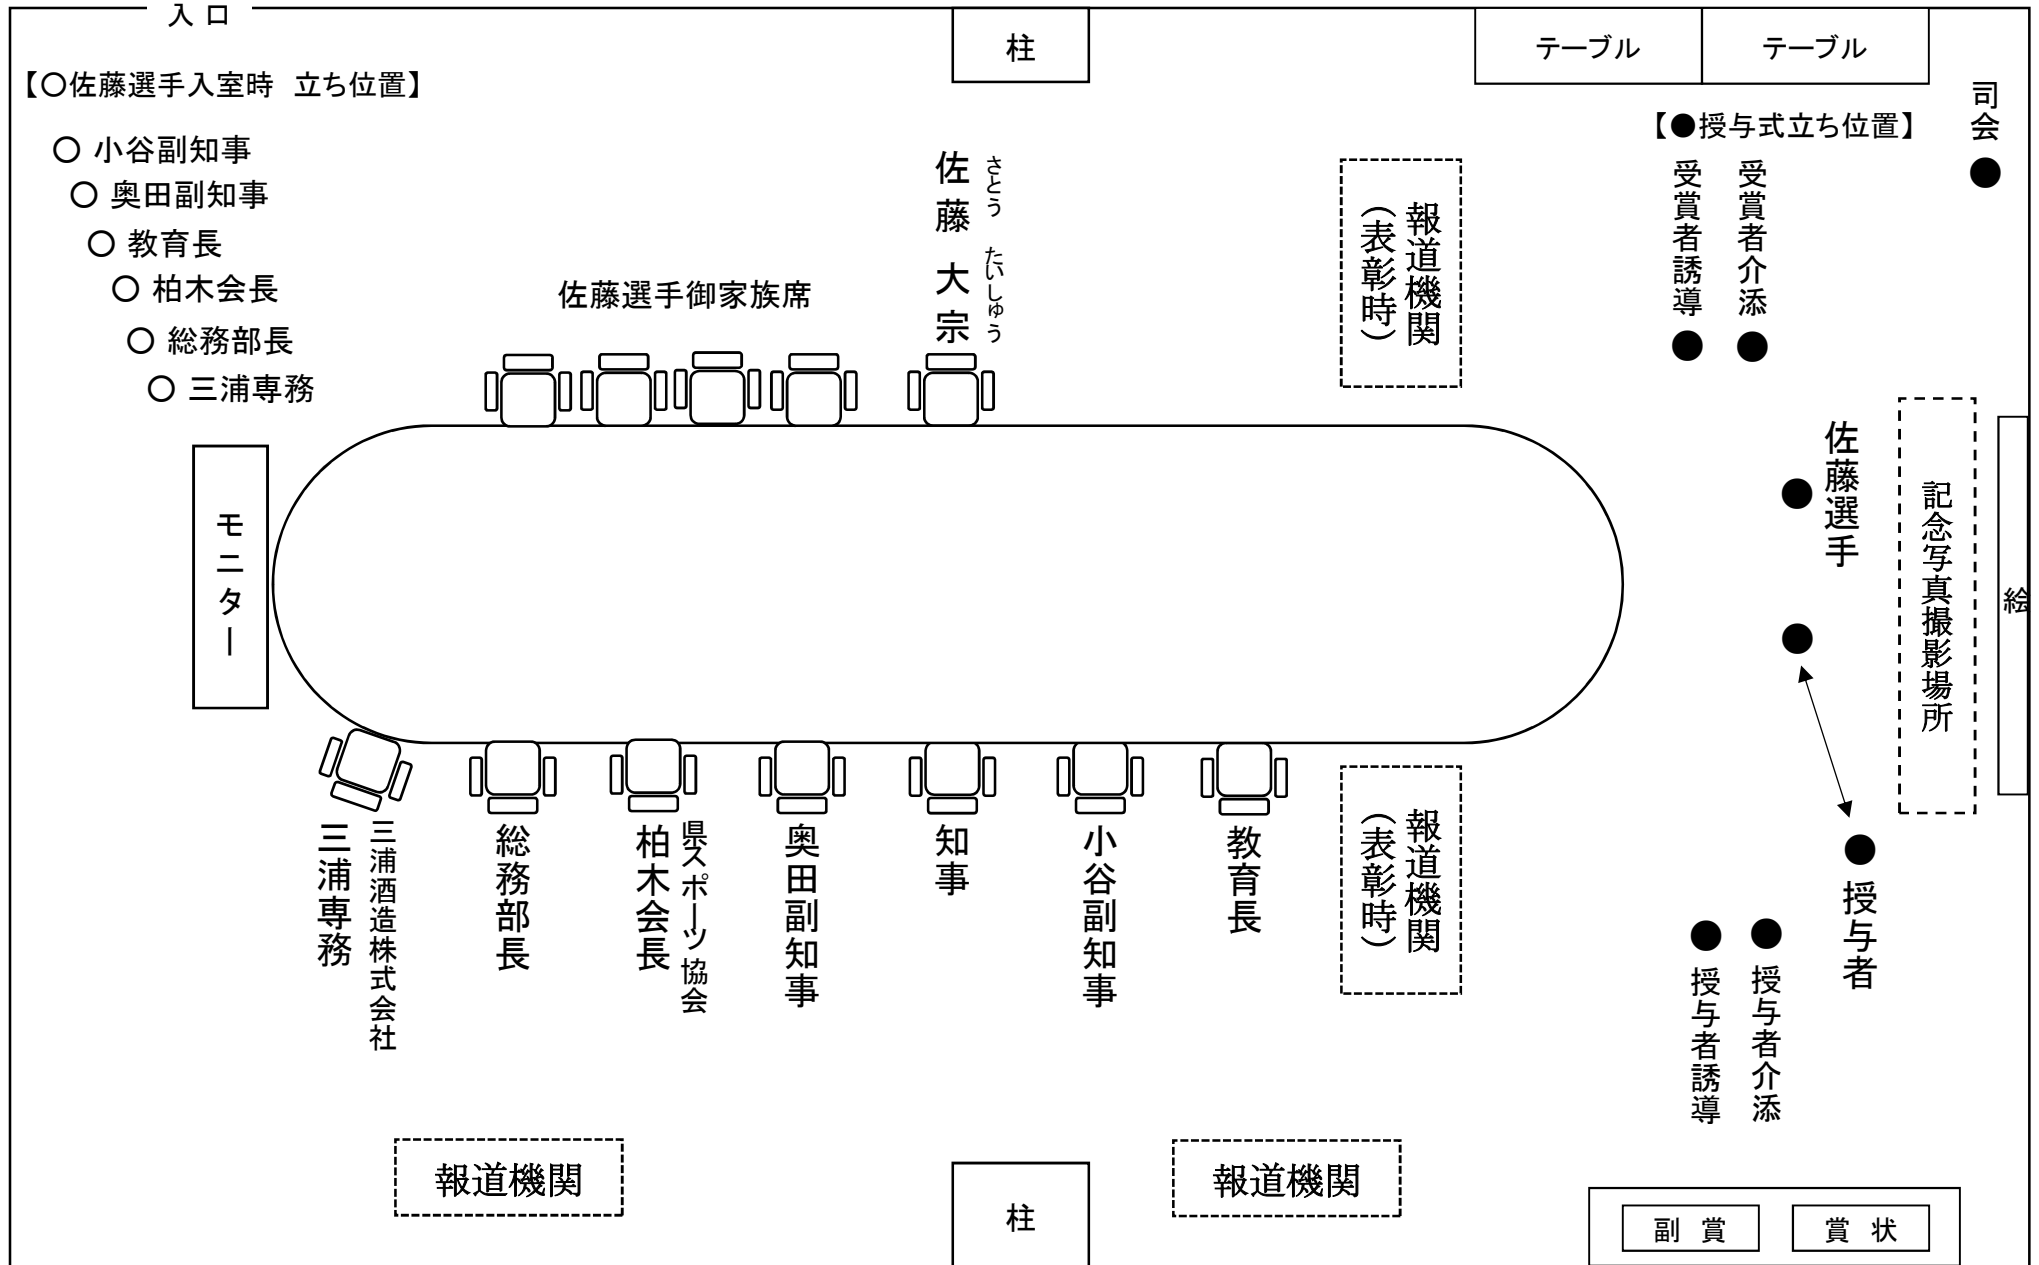 入 口
柱
テーブル
テーブル
【○佐藤選手入室時　立ち位置】
○ 小谷副知事
○ 奥田副知事
○ 教育長
○ 柏木会長
○ 総務部長
○ 三浦専務
司会
●
【●授与式立ち位置】
受賞者介添
受賞者誘導
報道機関
（表彰時）
さとう　たいしゅう
佐藤　大宗
佐藤選手御家族席
モニター
佐藤選手
記念写真撮影場所
絵
教育長
小谷副知事
知事
奥田副知事
県スポーツ協会
柏木会長
総務部長
三浦酒造株式会社
三浦専務
報道機関
（表彰時）
授与者
授与者介添
授与者誘導
報道機関
柱
報道機関
副　賞
賞　状